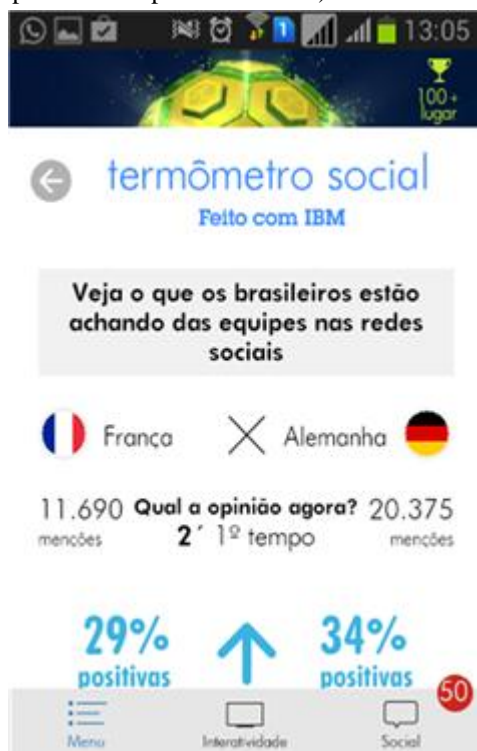 13:05
100+
lugar
termômetro social
Feito com IBM
Veja o que os brasileiros estão
achando das equipes nas redes
sociais
França
Alemanha
11.690 Qual a opinião agora? 20.375
menções 2´ 1º tempo menções
29% 34%
positivas positivas
50
Menu Interatividade Social